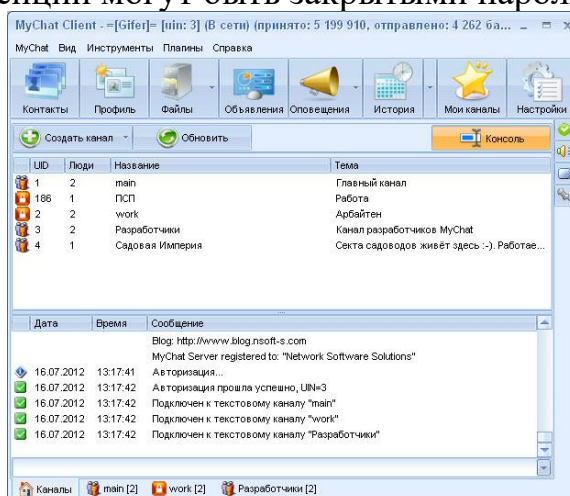 енции могут быть закрытыми парол
MyChat Client - =[Gifer]= [uin: 3] (В сети) (принято: 5 199 910, отправлено: 4 262 ба...
MyChat Вид Инструменты Плагины Справка
Контакты Профиль Файлы Объявления Оповещения История Мои каналы Настройки
Создать канал Обновить Консоль
UID Люди Название Тема
1 2 main Главный канал
186 1 ПСП Работа
2 2 work Арбайтен
3 2 Разработчики Канал разработчиков MyChat
4 1 Садовая Империя Секта садоводов живёт здесь :-). Работае...
Дата Время Сообщение
Blog: http://www.blog.nsoft-s.com
MyChat Server registered to: "Network Software Solutions"
16.07.2012 13:17:41 Авторизация...
16.07.2012 13:17:42 Авторизация прошла успешно, UIN=3
16.07.2012 13:17:42 Подключен к текстовому каналу "main"
16.07.2012 13:17:42 Подключен к текстовому каналу "work"
16.07.2012 13:17:42 Подключен к текстовому каналу "Разработчики"
Каналы main [2] work [2] Разработчики [2]